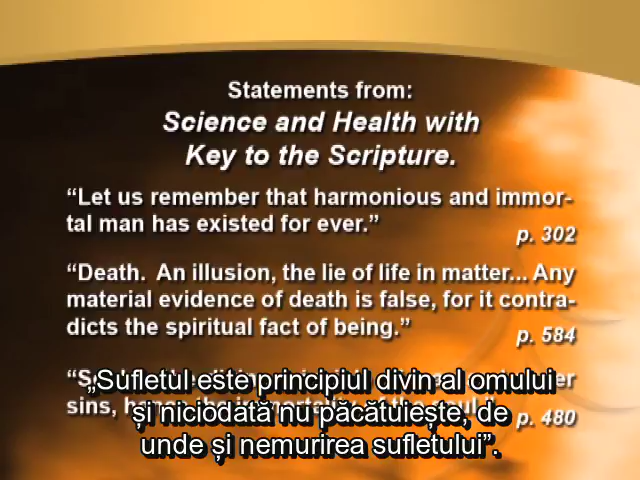 Statements from:
Science and Health with
Key to the Scripture.
“Let us remember that harmonious and immor-
tal man has existed for ever.”
p. 302
“Death. An illusion, the lie of life in matter... Any
material evidence of death is false, for it contra-
dicts the spiritual fact of being.”
p. 584
sins,
p. 480
„Sufletul este principiul divin al omului
și niciodată nu păcătuiește, de
unde și nemurirea sufletului”.